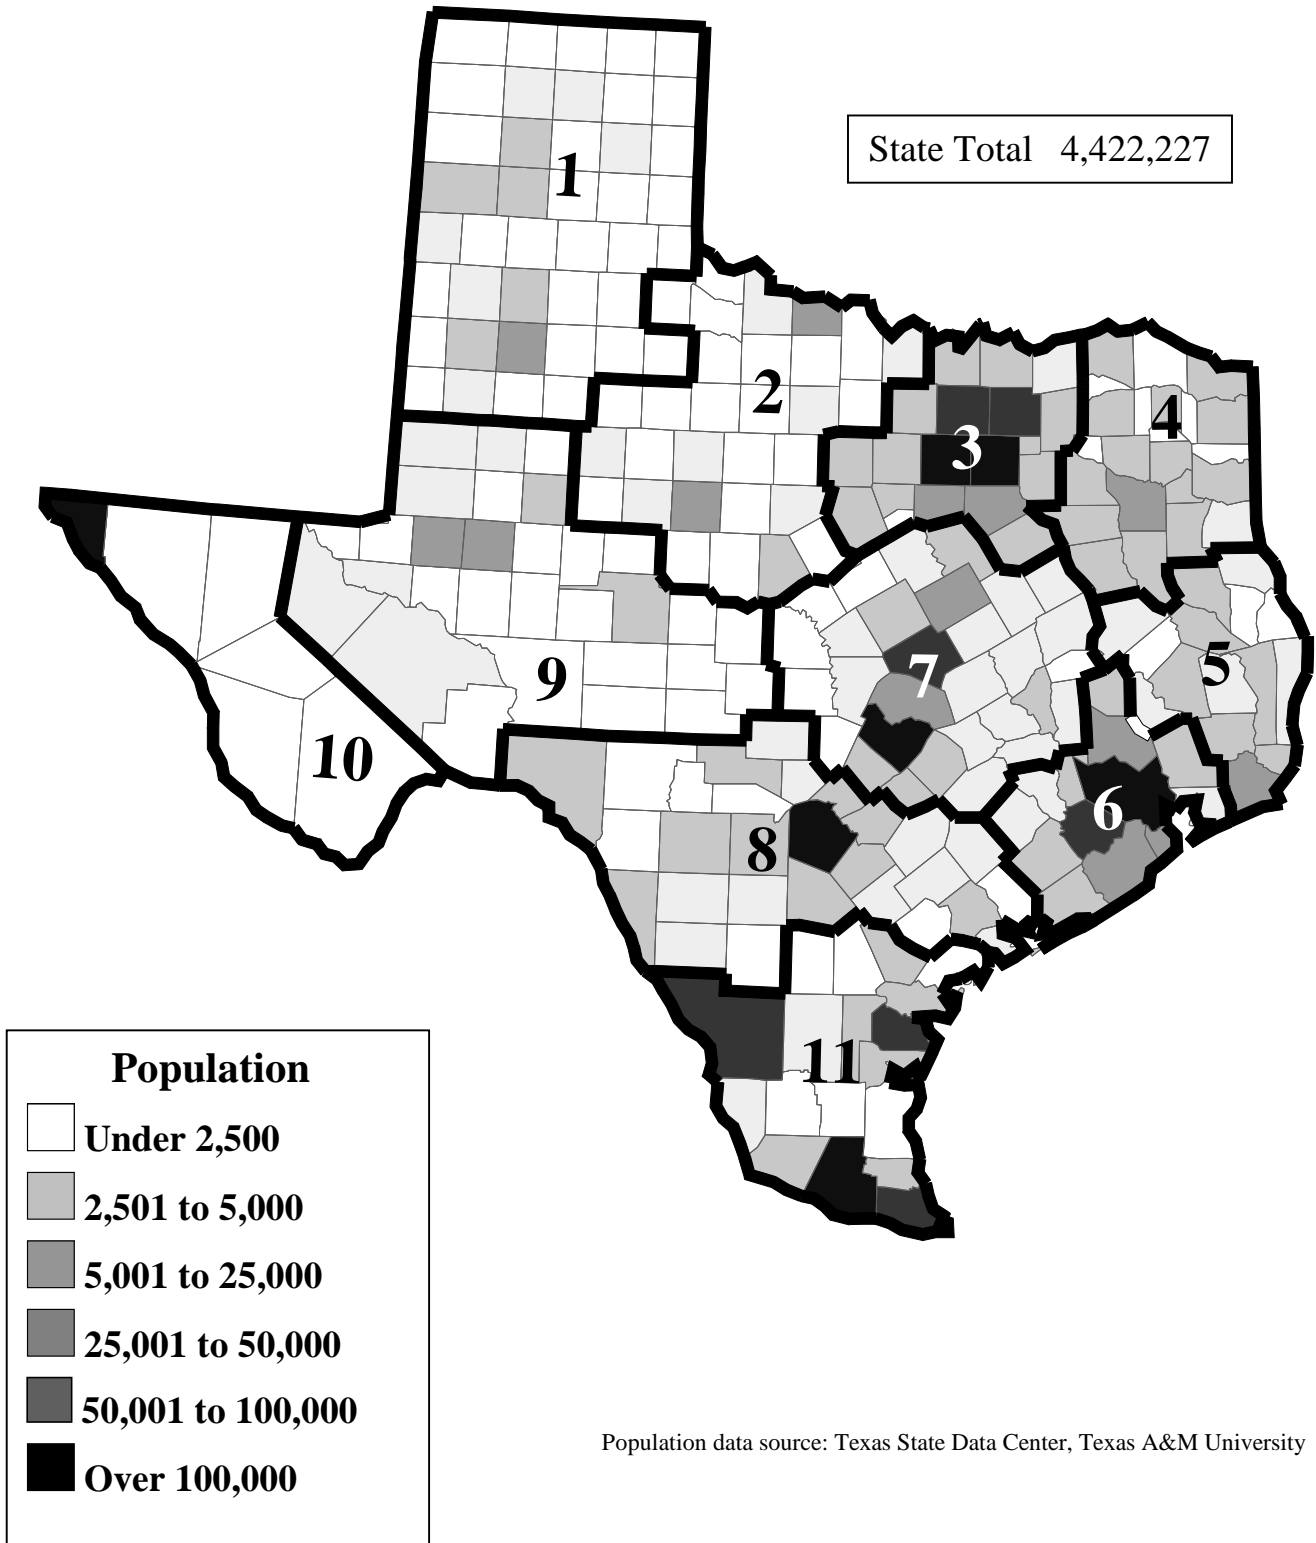 State Total 4,422,227
1
2
3
4
5
6
7
8
9
10
11
Population
Under 2,500
2,501 to 5,000
5,001 to 25,000
25,001 to 50,000
50,001 to 100,000
Over 100,000
Population data source: Texas State Data Center, Texas A&M University